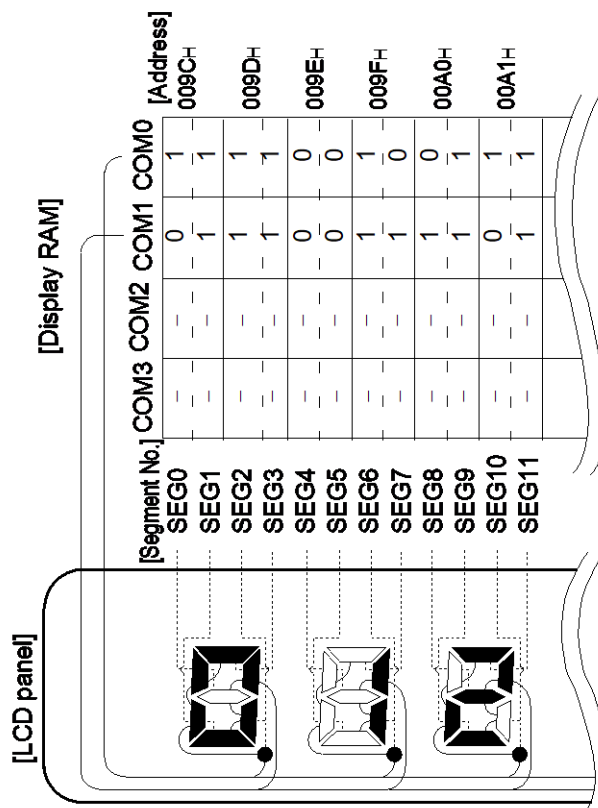 [LCD panel] [Display RAM]
[Segment No.] COM3 COM2 COM1 COM0 [Address]
SEG0 – – 0 1 009CH
SEG1 – – 1 1
SEG2 – – 1 1 009DH
SEG3 – – 1 1
SEG4 – – 0 0 009EH
SEG5 – – 0 0
SEG6 – – 1 1 009FH
SEG7 – – 1 0
SEG8 – – 1 0 00A0H
SEG9 – – 1 1
SEG10 – – 0 1 00A1H
SEG11 – – 1 1